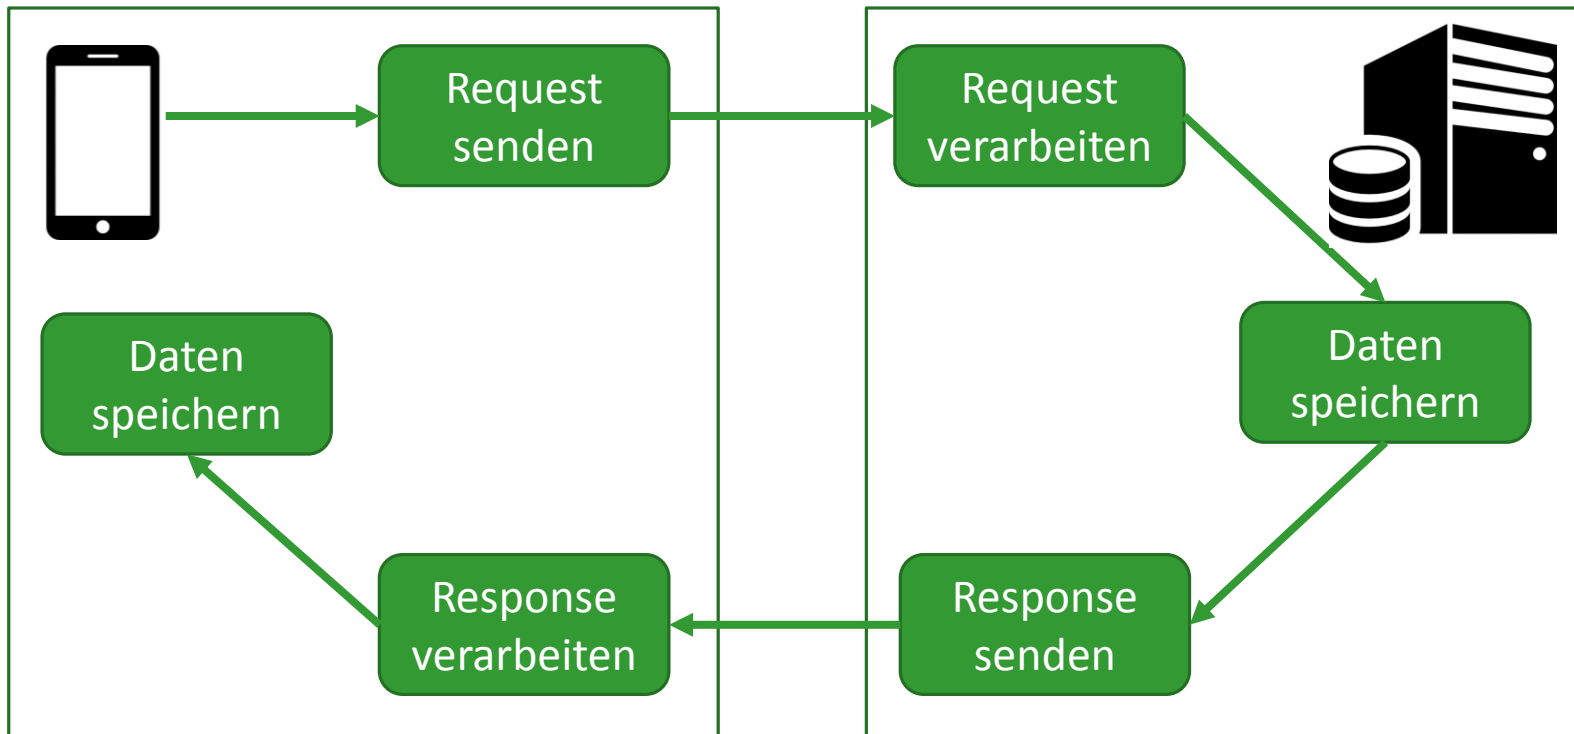 Request
senden
Request
verarbeiten
Daten
speichern
Daten
speichern
Response
verarbeiten
Response
senden